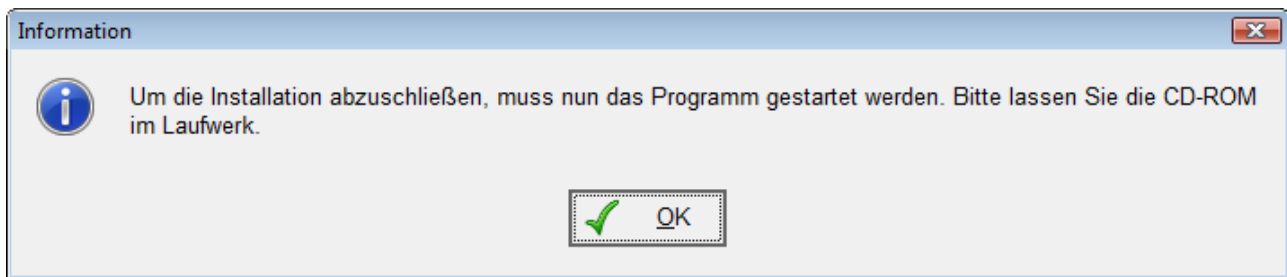 Information
Um die Installation abzuschließen, muss nun das Programm gestartet werden. Bitte lassen Sie die CD-ROM
im Laufwerk.
OK